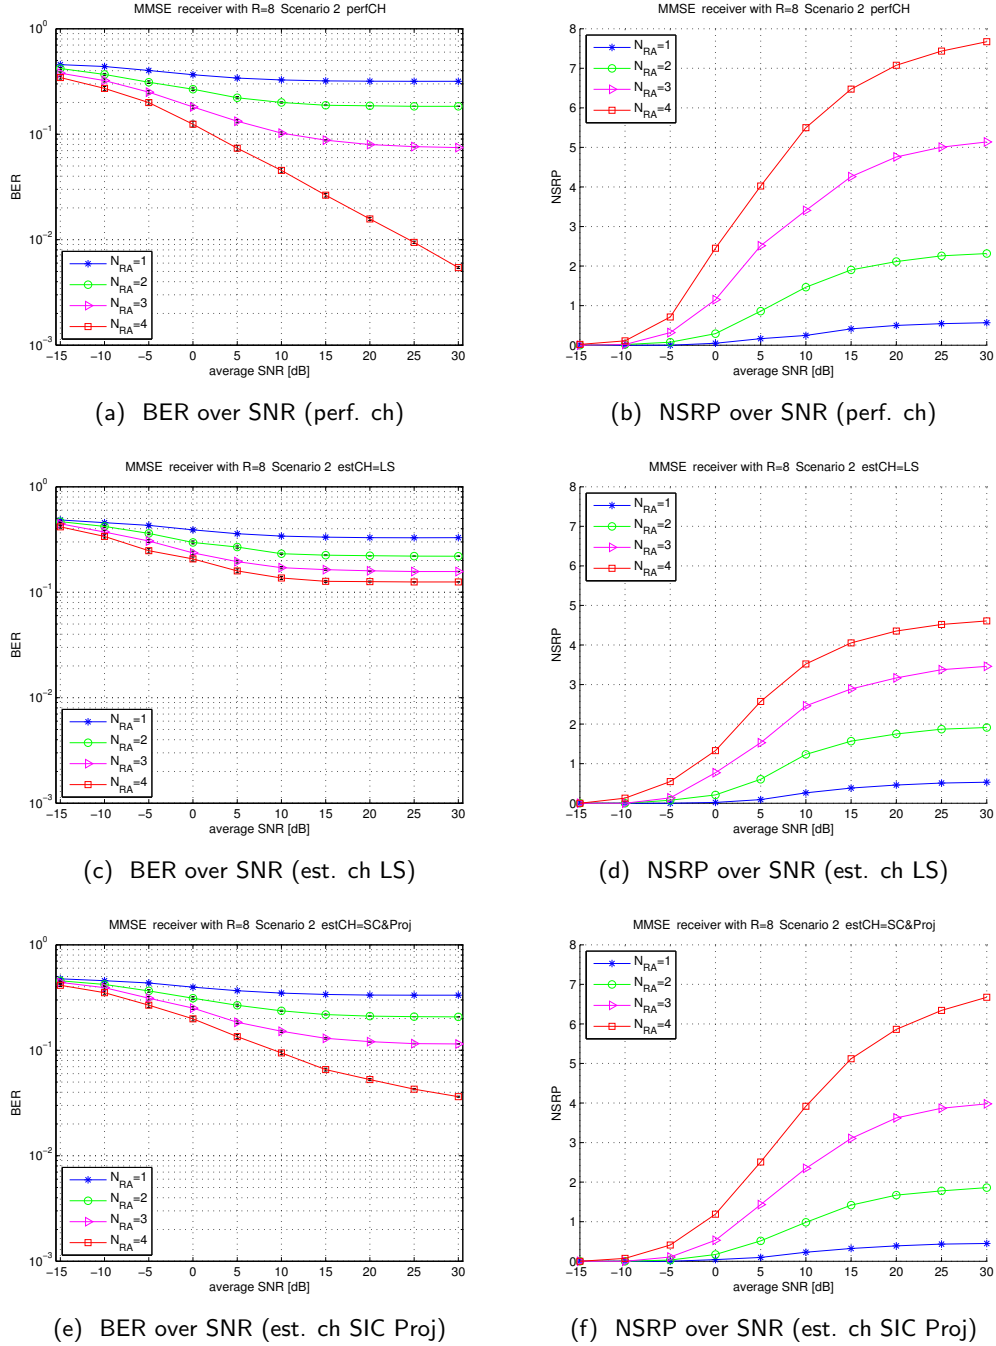 MMSE receiver with R=8 Scenario 2 perfCH
10^0
10^-1
10^-2
10^-3
BER
N_RA=1
N_RA=2
N_RA=3
N_RA=4
−15 −10 −5 0 5 10 15 20 25 30
average SNR [dB]
(a) BER over SNR (perf. ch)
MMSE receiver with R=8 Scenario 2 perfCH
8
7
6
5
4
3
2
1
0
NSRP
N_RA=1
N_RA=2
N_RA=3
N_RA=4
−15 −10 −5 0 5 10 15 20 25 30
average SNR [dB]
(b) NSRP over SNR (perf. ch)
MMSE receiver with R=8 Scenario 2 estCH=LS
10^0
10^-1
10^-2
10^-3
BER
N_RA=1
N_RA=2
N_RA=3
N_RA=4
−15 −10 −5 0 5 10 15 20 25 30
average SNR [dB]
(c) BER over SNR (est. ch LS)
MMSE receiver with R=8 Scenario 2 estCH=LS
8
7
6
5
4
3
2
1
0
NSRP
N_RA=1
N_RA=2
N_RA=3
N_RA=4
−15 −10 −5 0 5 10 15 20 25 30
average SNR [dB]
(d) NSRP over SNR (est. ch LS)
MMSE receiver with R=8 Scenario 2 estCH=SC&Proj
10^0
10^-1
10^-2
10^-3
BER
N_RA=1
N_RA=2
N_RA=3
N_RA=4
−15 −10 −5 0 5 10 15 20 25 30
average SNR [dB]
(e) BER over SNR (est. ch SIC Proj)
MMSE receiver with R=8 Scenario 2 estCH=SC&Proj
8
7
6
5
4
3
2
1
0
NSRP
N_RA=1
N_RA=2
N_RA=3
N_RA=4
−15 −10 −5 0 5 10 15 20 25 30
average SNR [dB]
(f) NSRP over SNR (est. ch SIC Proj)